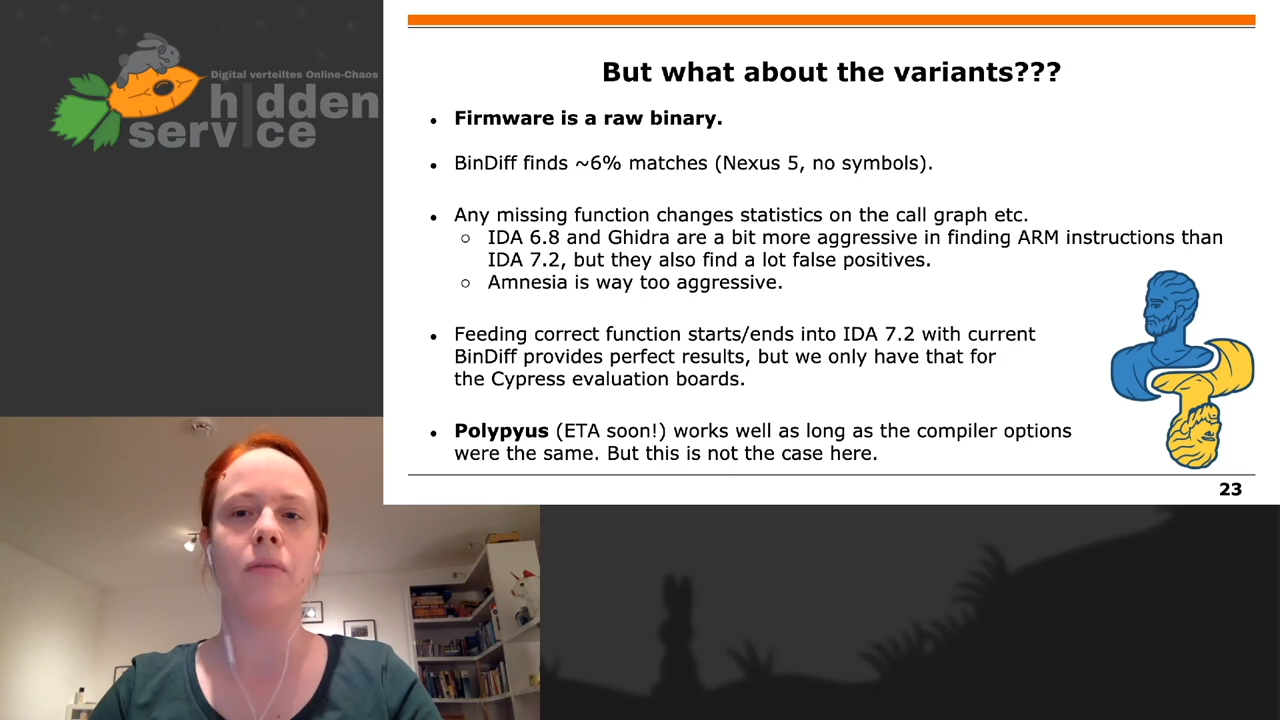 Digital verteiltes Online-Chaos
hidden
service
But what about the variants???
• Firmware is a raw binary.
• BinDiff finds ~6% matches (Nexus 5, no symbols).
• Any missing function changes statistics on the call graph etc.
○ IDA 6.8 and Ghidra are a bit more aggressive in finding ARM instructions than
IDA 7.2, but they also find a lot false positives.
○ Amnesia is way too aggressive.
• Feeding correct function starts/ends into IDA 7.2 with current
BinDiff provides perfect results, but we only have that for
the Cypress evaluation boards.
• Polypyus (ETA soon!) works well as long as the compiler options
were the same. But this is not the case here.
23